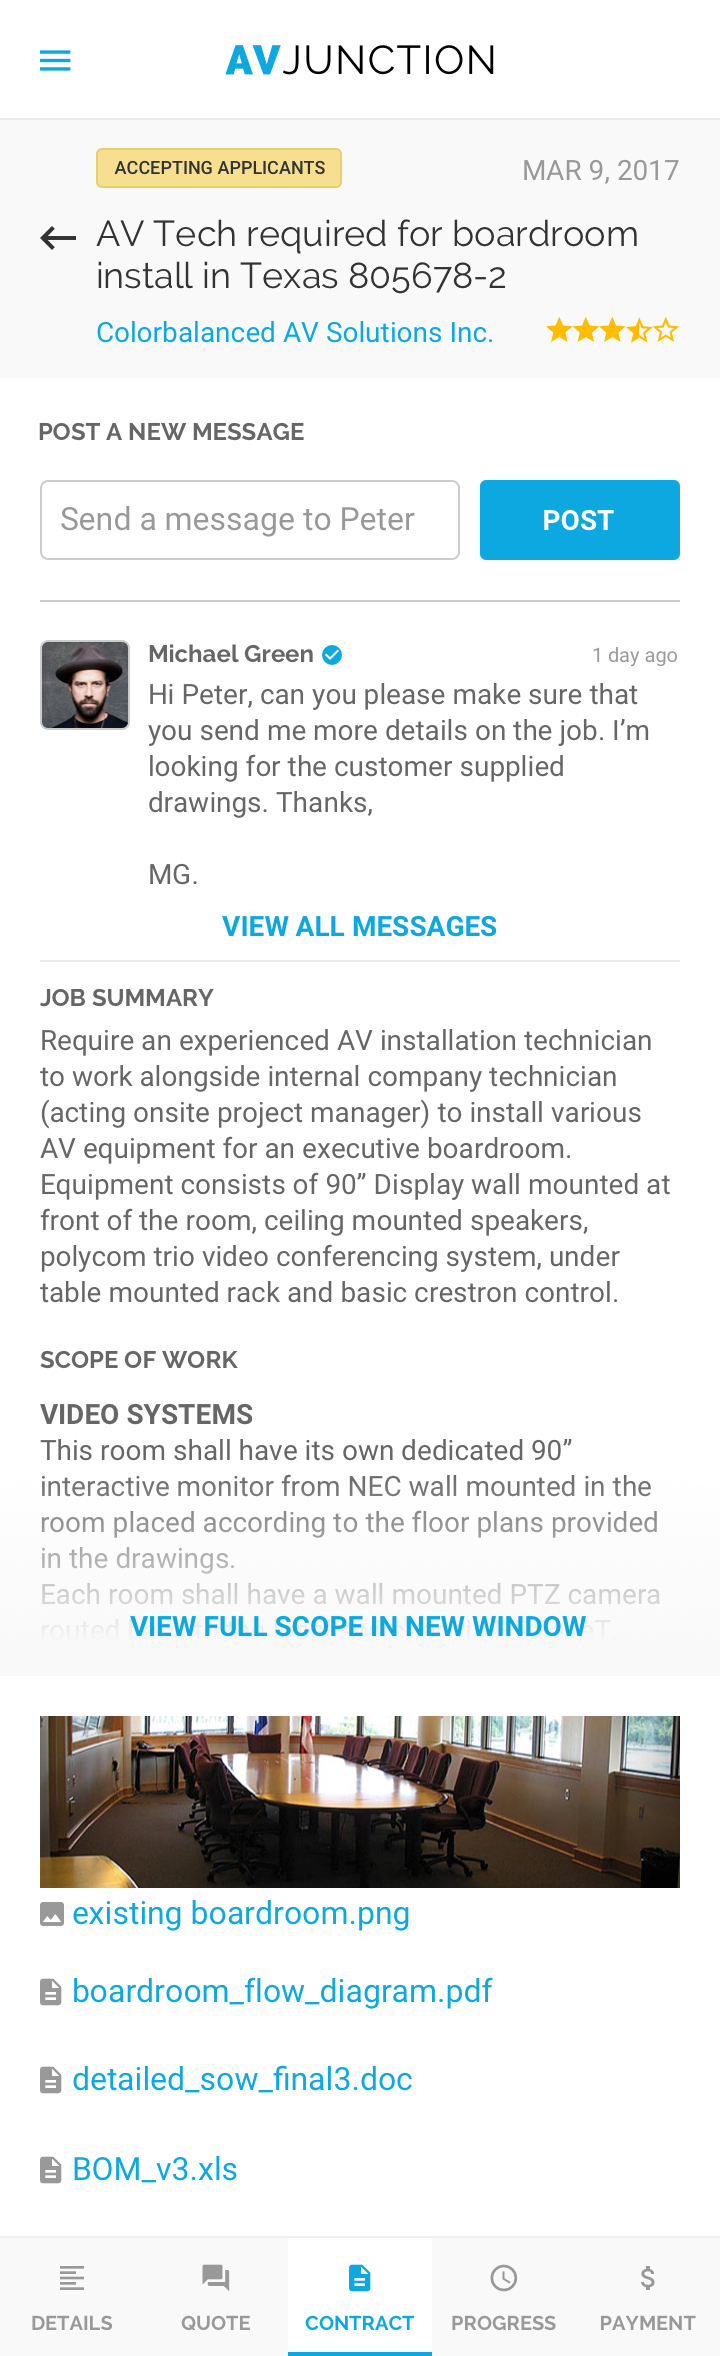 AVJUNCTION
ACCEPTING APPLICANTS
MAR 9, 2017
AV Tech required for boardroom
install in Texas 805678-2
Colorbalanced AV Solutions Inc.
POST A NEW MESSAGE
Send a message to Peter
POST
Michael Green
1 day ago
Hi Peter, can you please make sure that
you send me more details on the job. I’m
looking for the customer supplied
drawings. Thanks,
MG.
VIEW ALL MESSAGES
JOB SUMMARY
Require an experienced AV installation technician
to work alongside internal company technician
(acting onsite project manager) to install various
AV equipment for an executive boardroom.
Equipment consists of 90” Display wall mounted at
front of the room, ceiling mounted speakers,
polycom trio video conferencing system, under
table mounted rack and basic crestron control.
SCOPE OF WORK
VIDEO SYSTEMS
This room shall have its own dedicated 90”
interactive monitor from NEC wall mounted in the
room placed according to the floor plans provided
in the drawings.
Each room shall have a wall mounted PTZ camera
routed
VIEW FULL SCOPE IN NEW WINDOW
existing boardroom.png
boardroom_flow_diagram.pdf
detailed_sow_final3.doc
BOM_v3.xls
DETAILS
QUOTE
CONTRACT
PROGRESS
PAYMENT